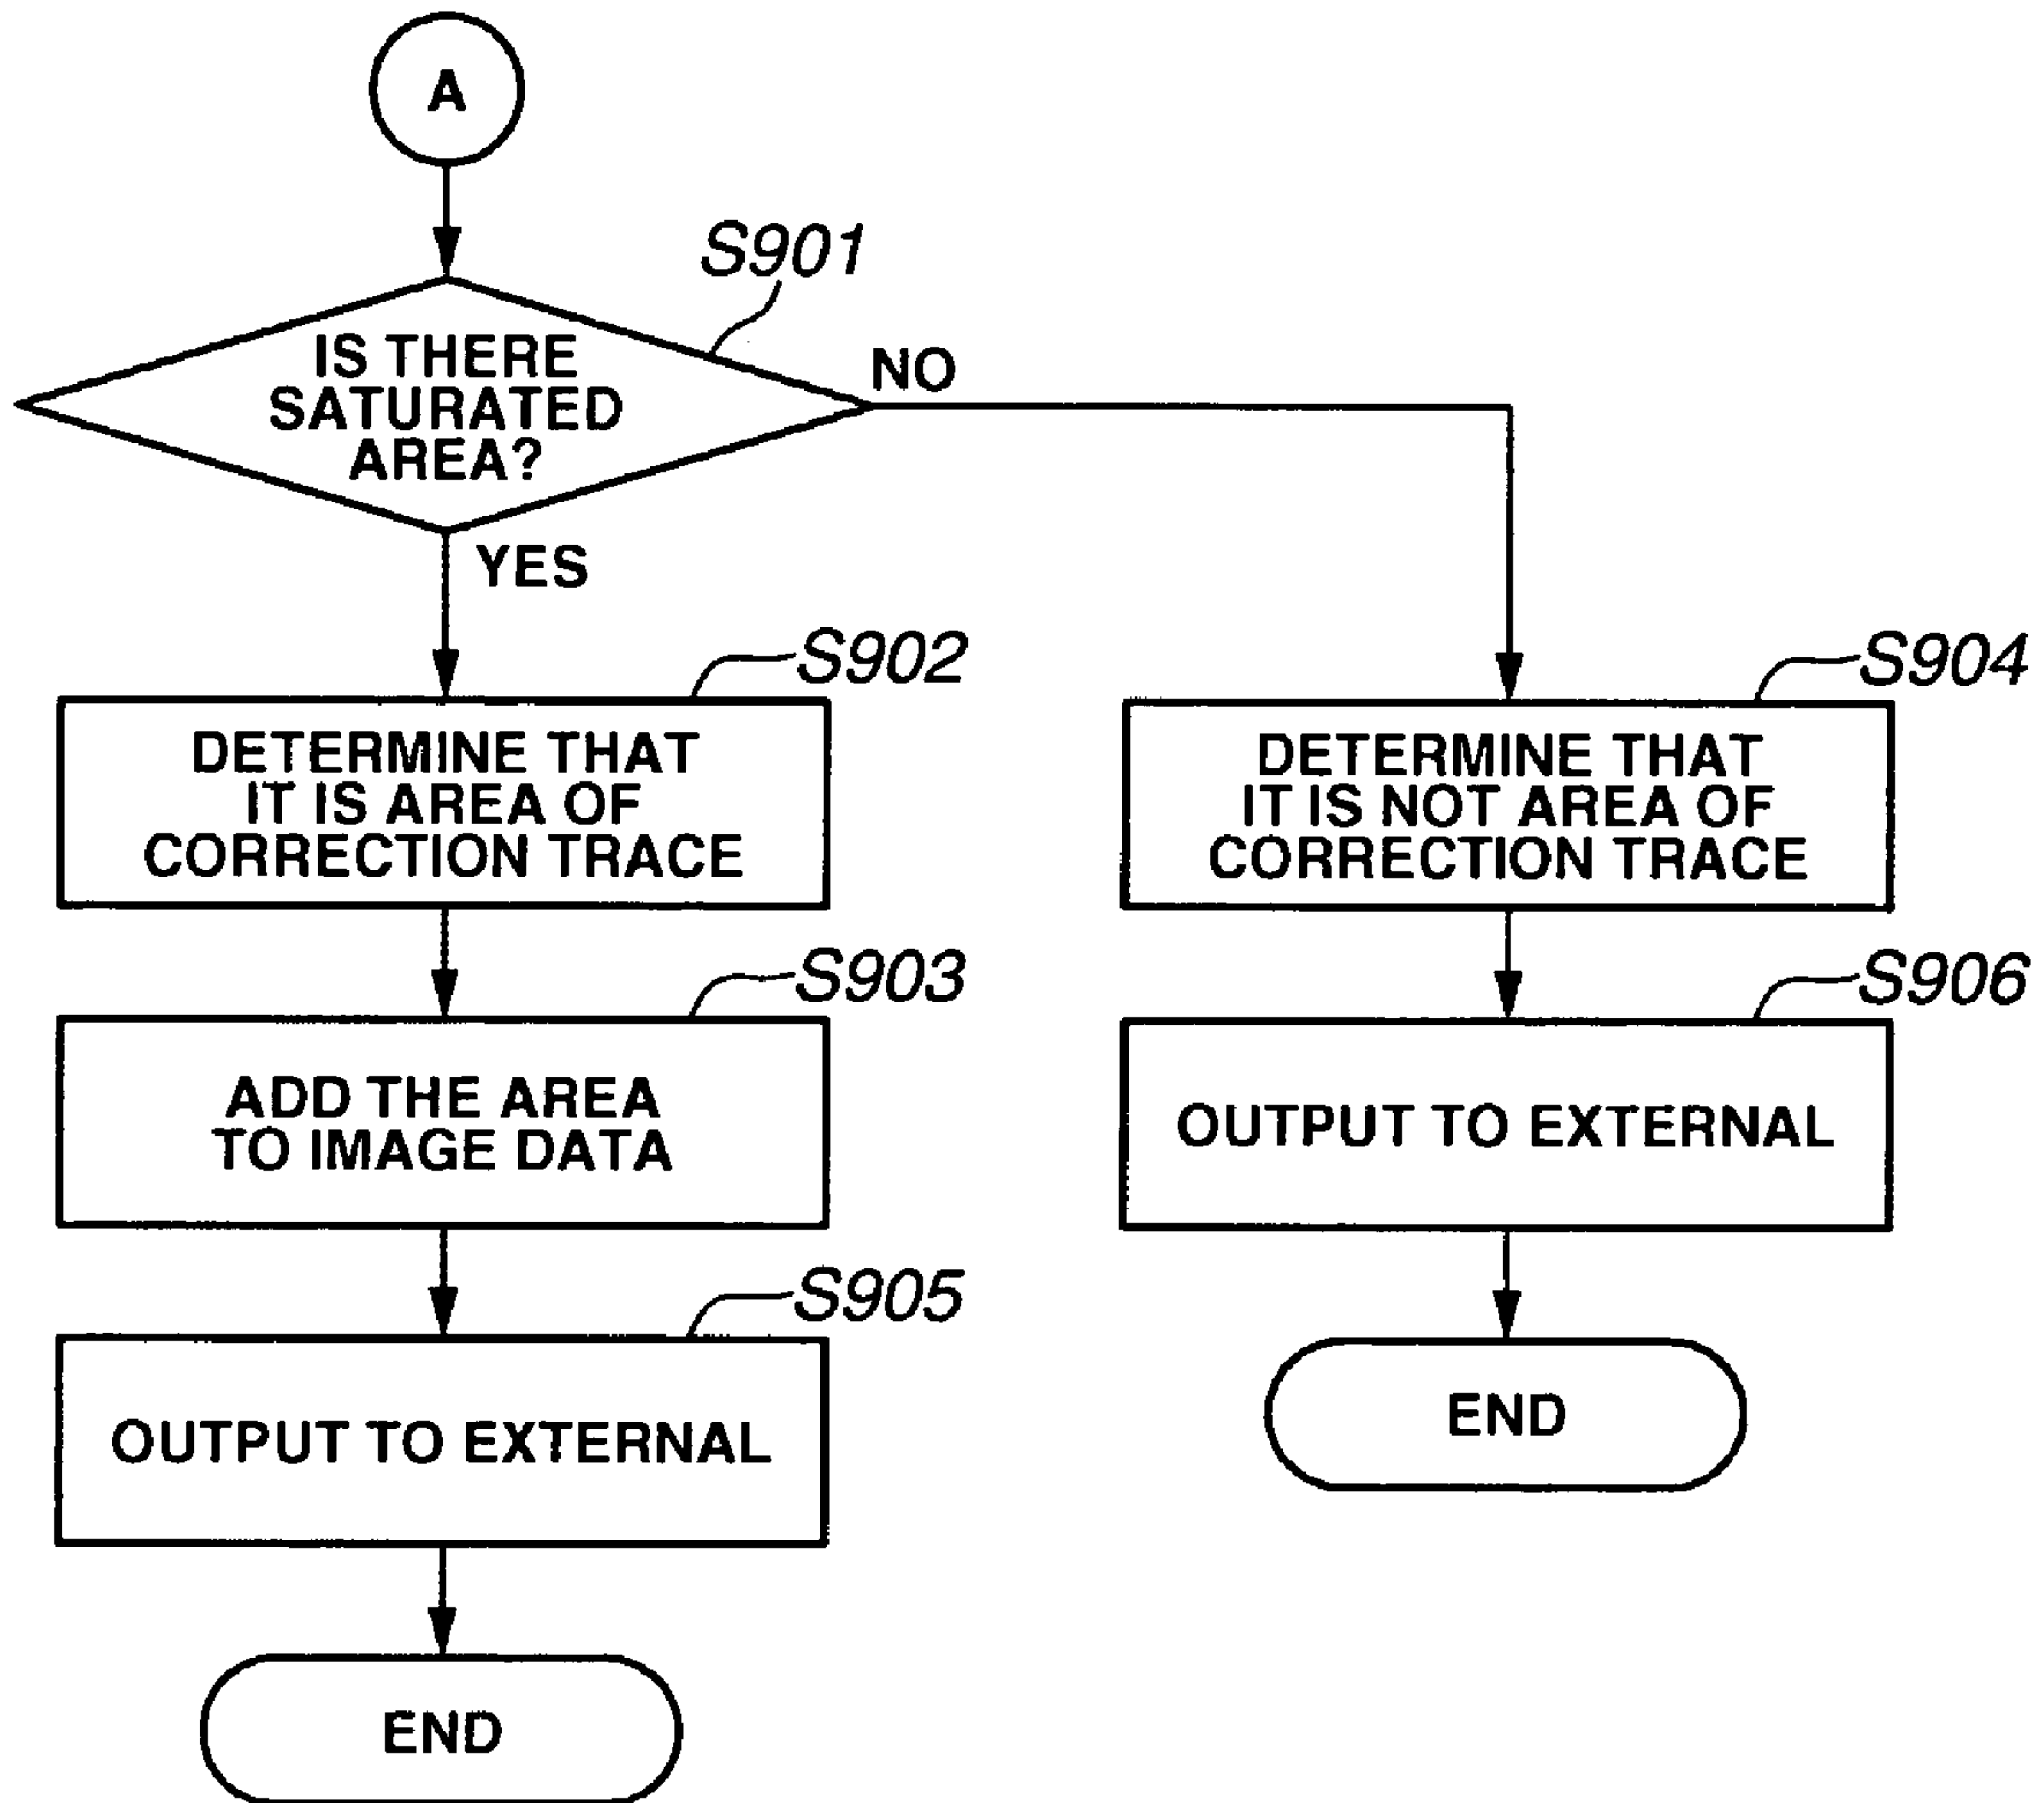 A
S901
IS THERE
SATURATED
AREA?
NO
YES
S902
DETERMINE THAT
IT IS AREA OF
CORRECTION TRACE
S904
DETERMINE THAT
IT IS NOT AREA OF
CORRECTION TRACE
S903
ADD THE AREA
TO IMAGE DATA
S906
OUTPUT TO EXTERNAL
S905
OUTPUT TO EXTERNAL
END
END